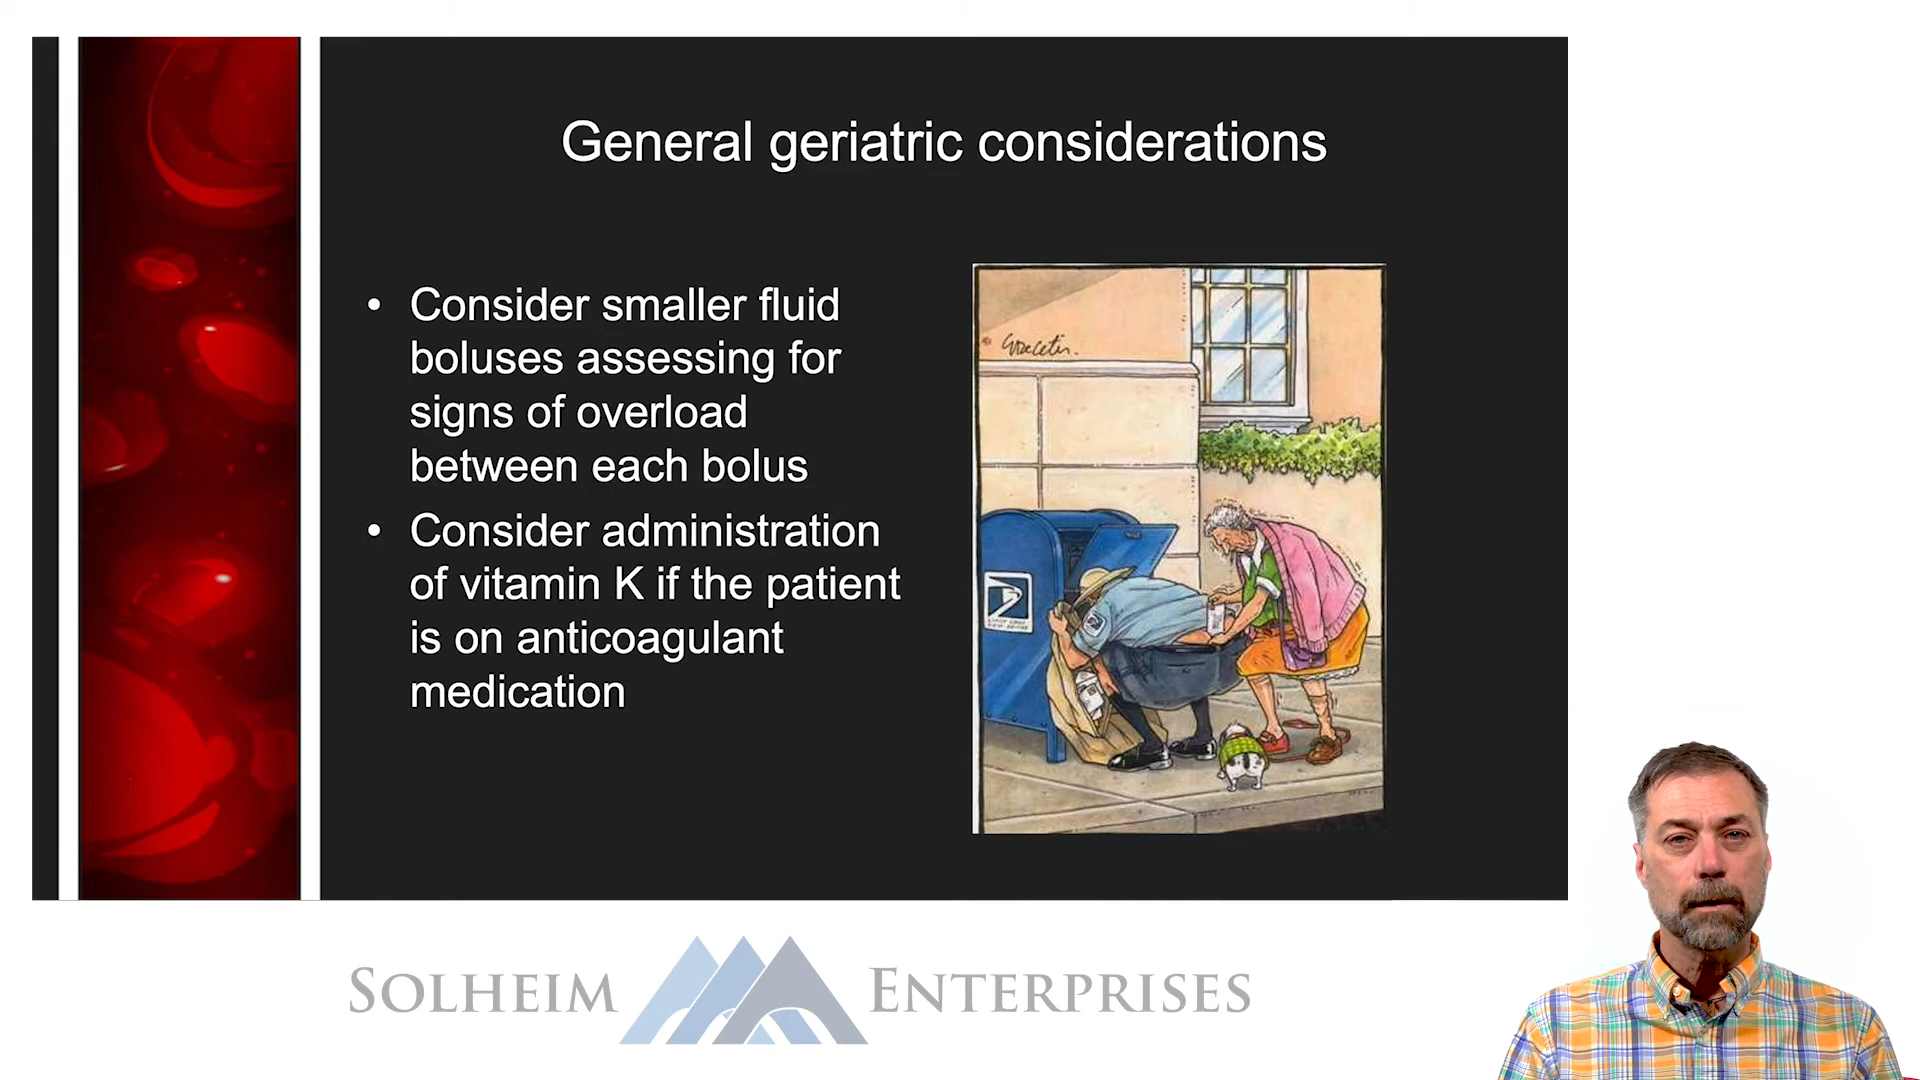 General geriatric considerations
• Consider smaller fluid
boluses assessing for
signs of overload
between each bolus
• Consider administration
of vitamin K if the patient
is on anticoagulant
medication
SOLHEIM ENTERPRISES